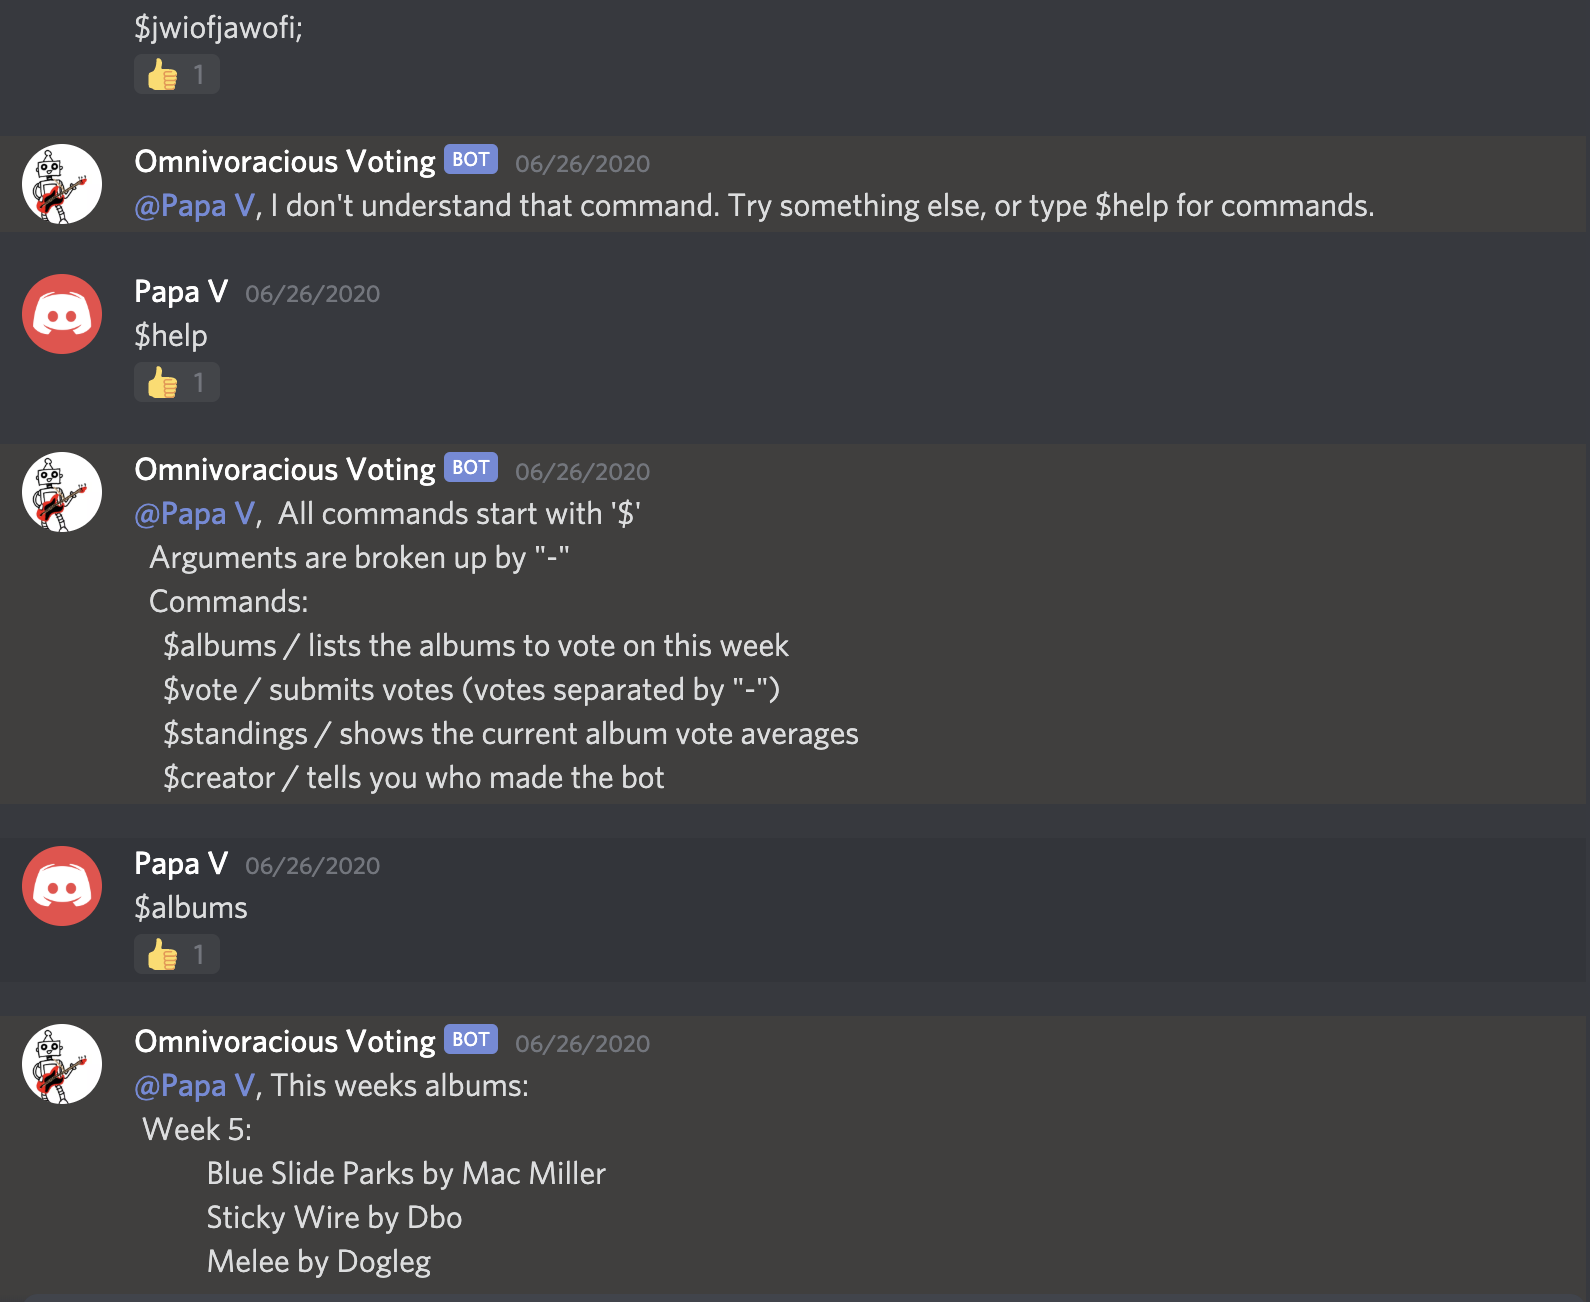 $jwiofjawofi;
1
Omnivoracious Voting BOT 06/26/2020
@Papa V, I don't understand that command. Try something else, or type $help for commands.
Papa V 06/26/2020
$help
1
Omnivoracious Voting BOT 06/26/2020
@Papa V,  All commands start with '$'
Arguments are broken up by "-"
Commands:
$albums / lists the albums to vote on this week
$vote / submits votes (votes separated by "-")
$standings / shows the current album vote averages
$creator / tells you who made the bot
Papa V 06/26/2020
$albums
1
Omnivoracious Voting BOT 06/26/2020
@Papa V, This weeks albums:
Week 5:
Blue Slide Parks by Mac Miller
Sticky Wire by Dbo
Melee by Dogleg